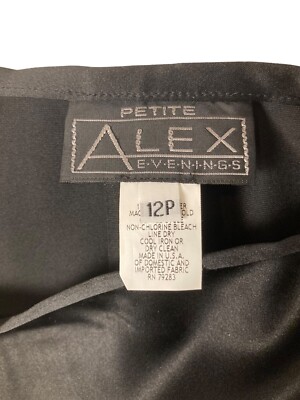 PETITE
ALEX
E·V·E·N·I·N·G·S
12P
NON-CHLORINE BLEACH
LINE DRY
COOL IRON OR
DRY CLEAN
MADE IN U.S.A.
OF DOMESTIC AND
IMPORTED FABRIC
RN 79283